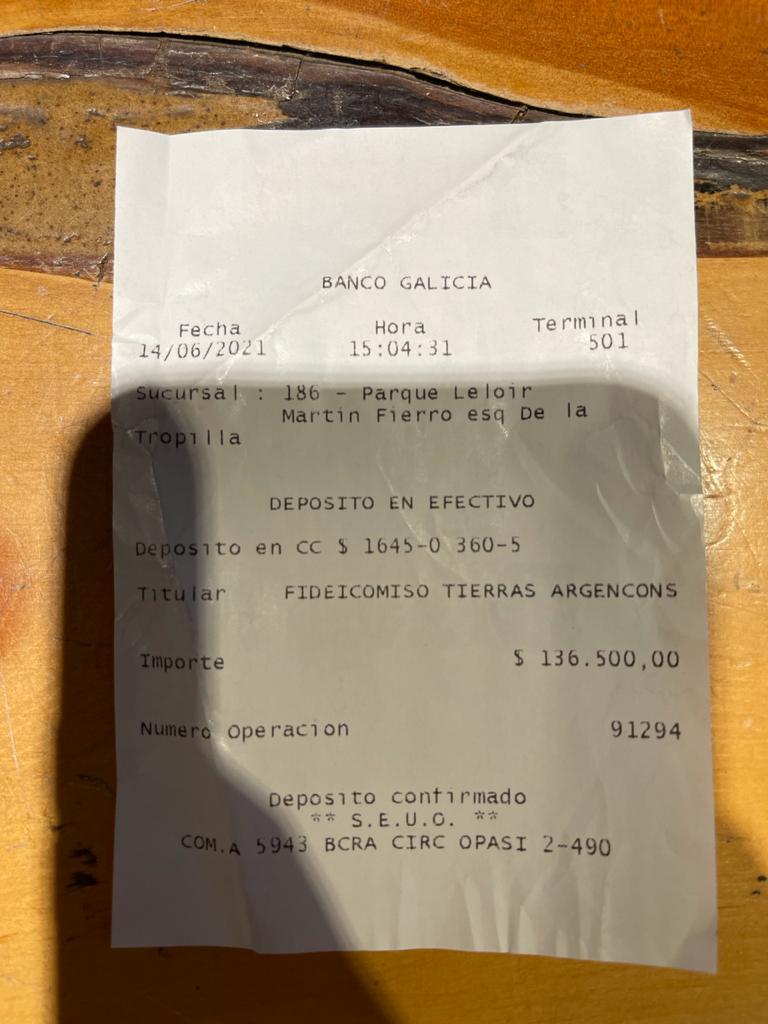 BANCO GALICIA
Fecha Hora Terminal
14/06/2021 15:04:31 501
Sucursal : 186 - Parque Leloir
Martin Fierro esq De la
Tropilla
DEPOSITO EN EFECTIVO
Deposito en CC $ 1645-0 360-5
Titular FIDEICOMISO TIERRAS ARGENCONS
Importe $ 136.500,00
Numero Operacion 91294
Deposito confirmado
** S.E.U.O. **
COM.A 5943 BCRA CIRC OPASI 2-490